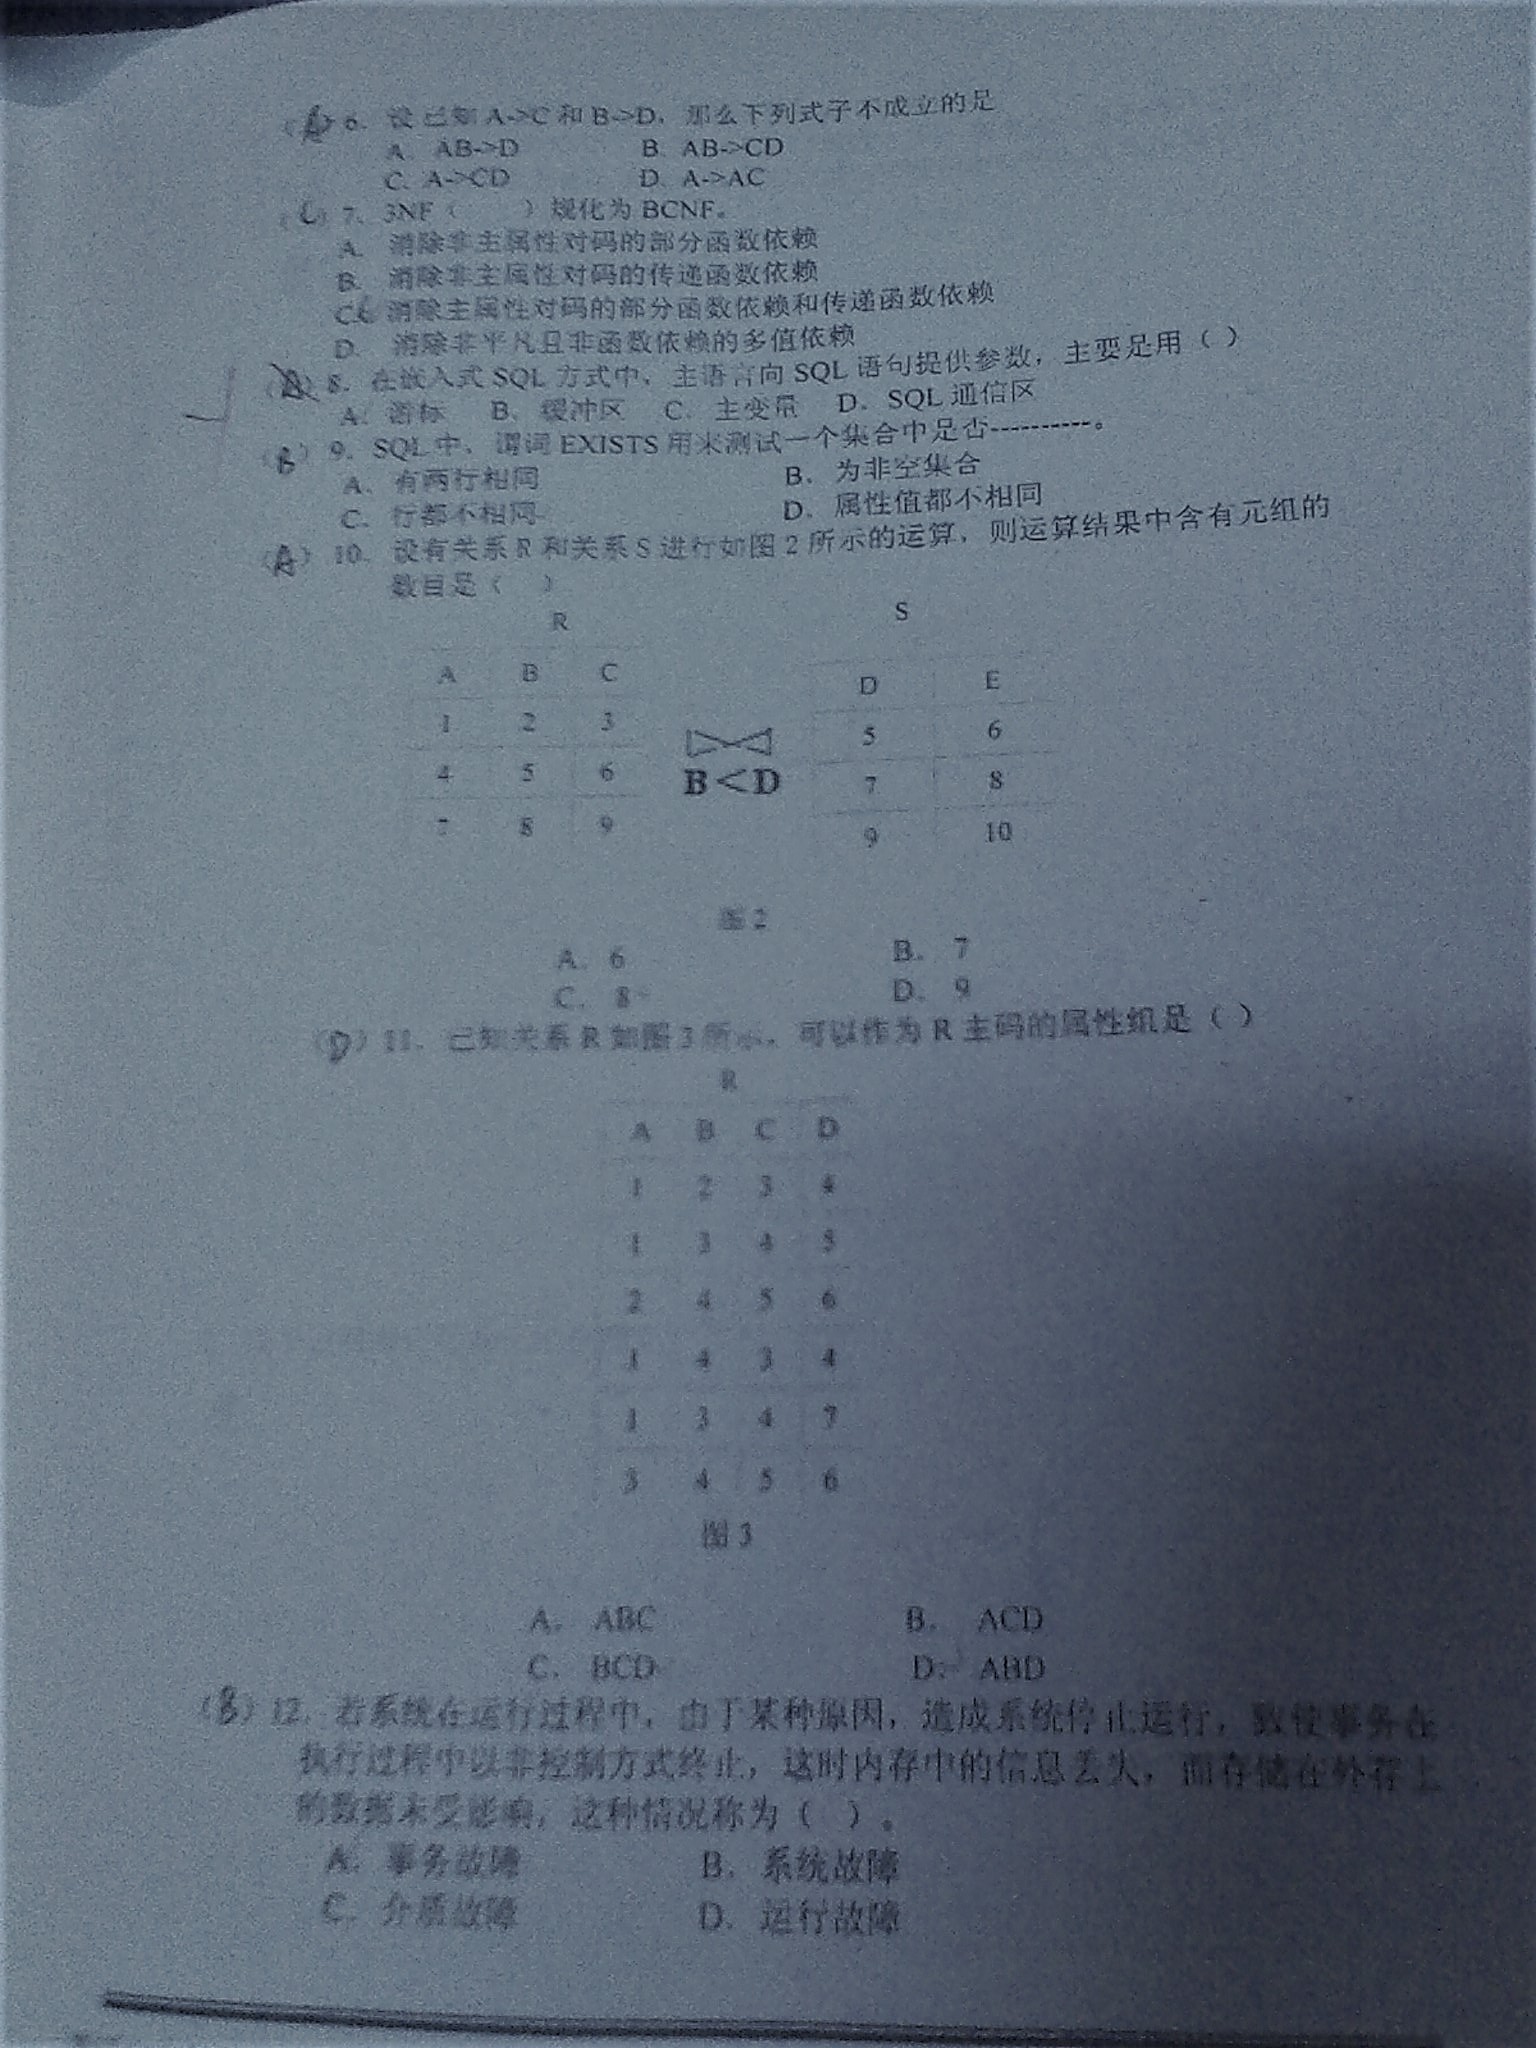 6. 设已知 A->C 和 B->D，那么下列式子不成立的是
A. AB->D B. AB->CD
C. A->CD D. A->AC
(C) 7、3NF（ ）规化为 BCNF。
A. 消除非主属性对码的部分函数依赖
B. 消除非主属性对码的传递函数依赖
C. 消除主属性对码的部分函数依赖和传递函数依赖
D. 消除非平凡且非函数依赖的多值依赖
8. 在嵌入式 SQL 方式中，主语言向 SQL 语句提供参数，主要是用（ ）
A. 游标 B. 缓冲区 C. 主变量 D. SQL 通信区
(B) 9. SQL 中，谓词 EXISTS 用来测试一个集合中是否----------。
A. 有两行相同 B. 为非空集合
C. 行都不相同 D. 属性值都不相同
(A) 10. 设有关系 R 和关系 S 进行如图 2 所示的运算，则运算结果中含有元组的
数目是（ ）
R S
A B C D E
1 2 3 5 6
4 5 6 B<D 7 8
7 8 9 9 10
图 2
A. 6 B. 7
C. 8 D. 9
(D) 11. 已知关系 R 如图 3 所示，可以作为 R 主码的属性组是（ ）
R
A B C D
1 2 3 4
1 3 4 5
2 4 5 6
1 4 3 4
1 3 4 7
3 4 5 6
图 3
A. ABC B. ACD
C. BCD D. ABD
(B) 12. 若系统在运行过程中，由于某种原因，造成系统停止运行，致使事务在
执行过程中以非控制方式终止，这时内存中的信息丢失，而存储在外存上
的数据未受影响，这种情况称为（ ）。
A. 事务故障 B. 系统故障
C. 介质故障 D. 运行故障